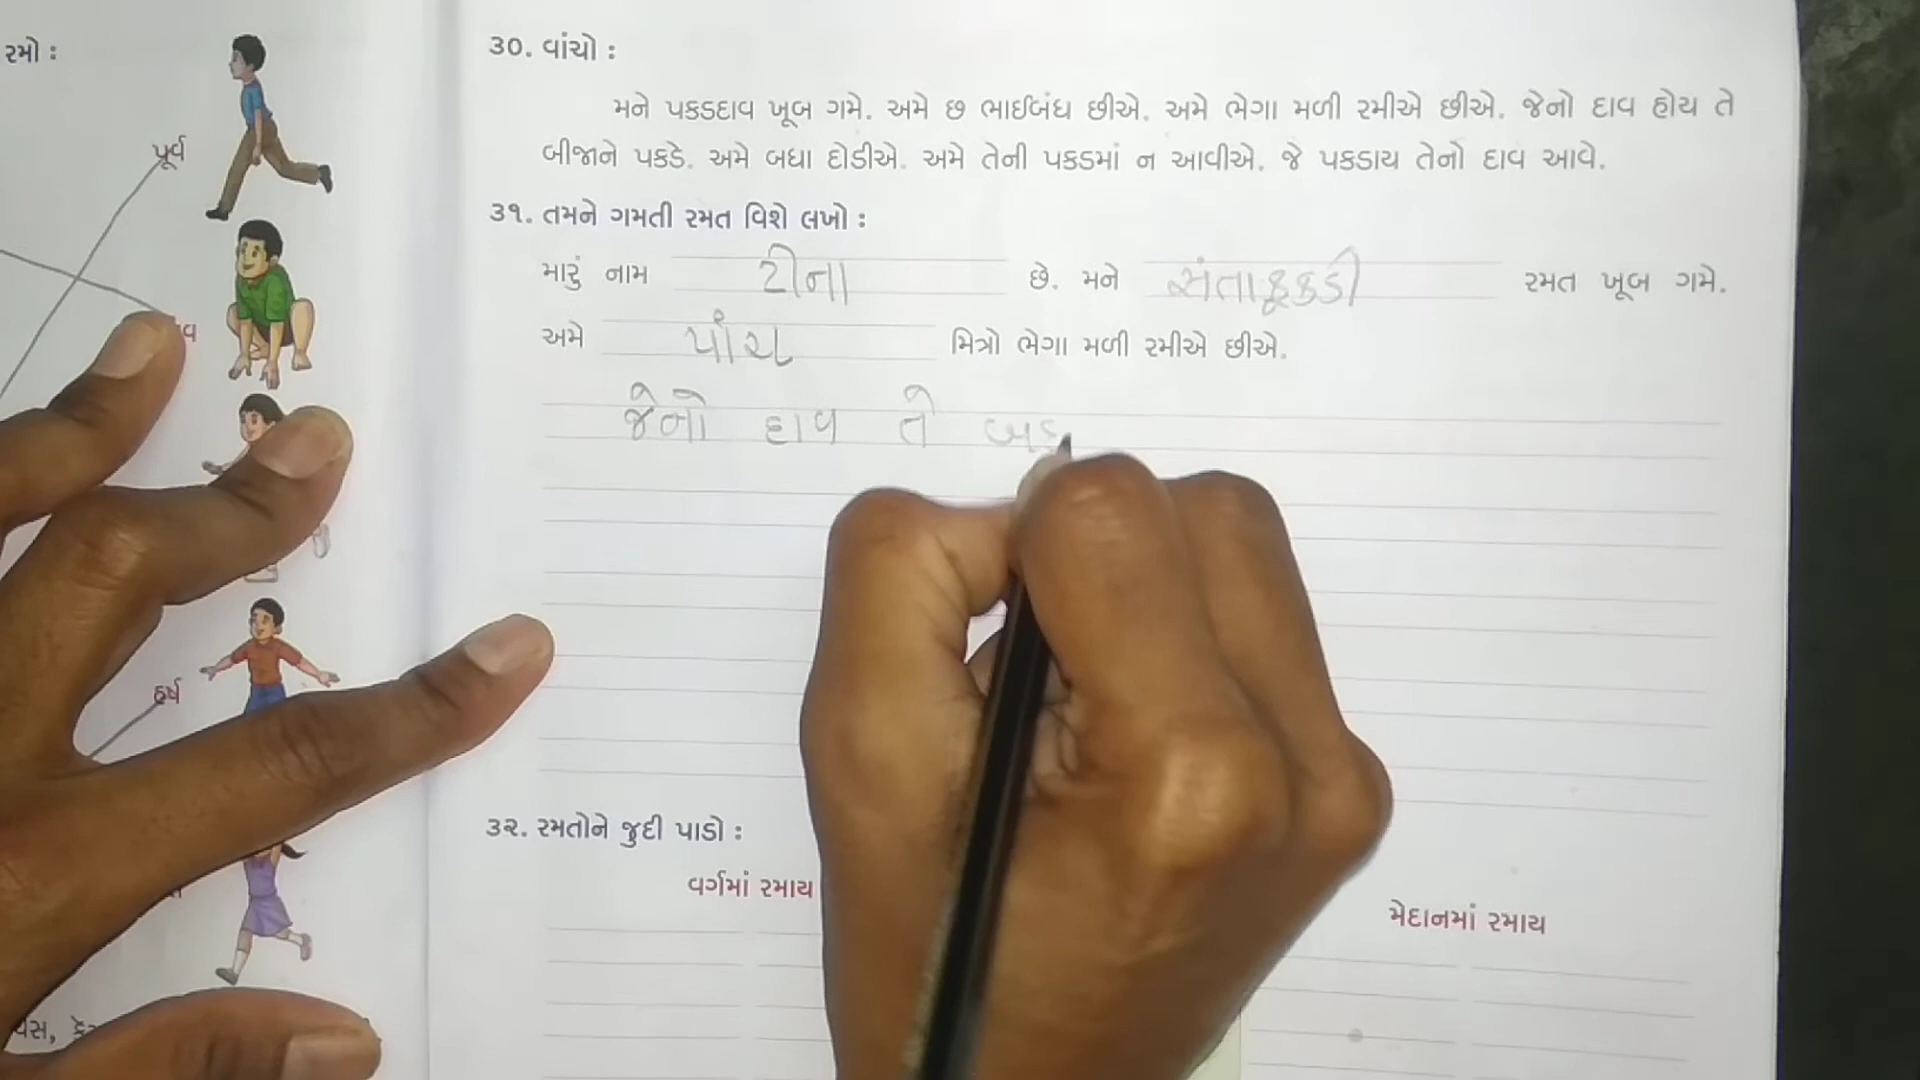 રમો :
પૂર્વ
હર્ષ
૩૦. વાંચો :
મને પકડદાવ ખૂબ ગમે. અમે છ ભાઈબંધ છીએ. અમે ભેગા મળી રમીએ છીએ. જેનો દાવ હોય તે
બીજાને પકડે. અમે બધા દોડીએ. અમે તેની પકડમાં ન આવીએ. જે પકડાય તેનો દાવ આવે.
૩૧. તમને ગમતી રમત વિશે લખો :
મારું નામ ટીના છે. મને સંતાકૂકડી રમત ખૂબ ગમે.
અમે પાંચ મિત્રો ભેગા મળી રમીએ છીએ.
જેનો દાવ તે
૩૨. રમતોને જુદી પાડો :
વર્ગમાં રમાય
મેદાનમાં રમાય